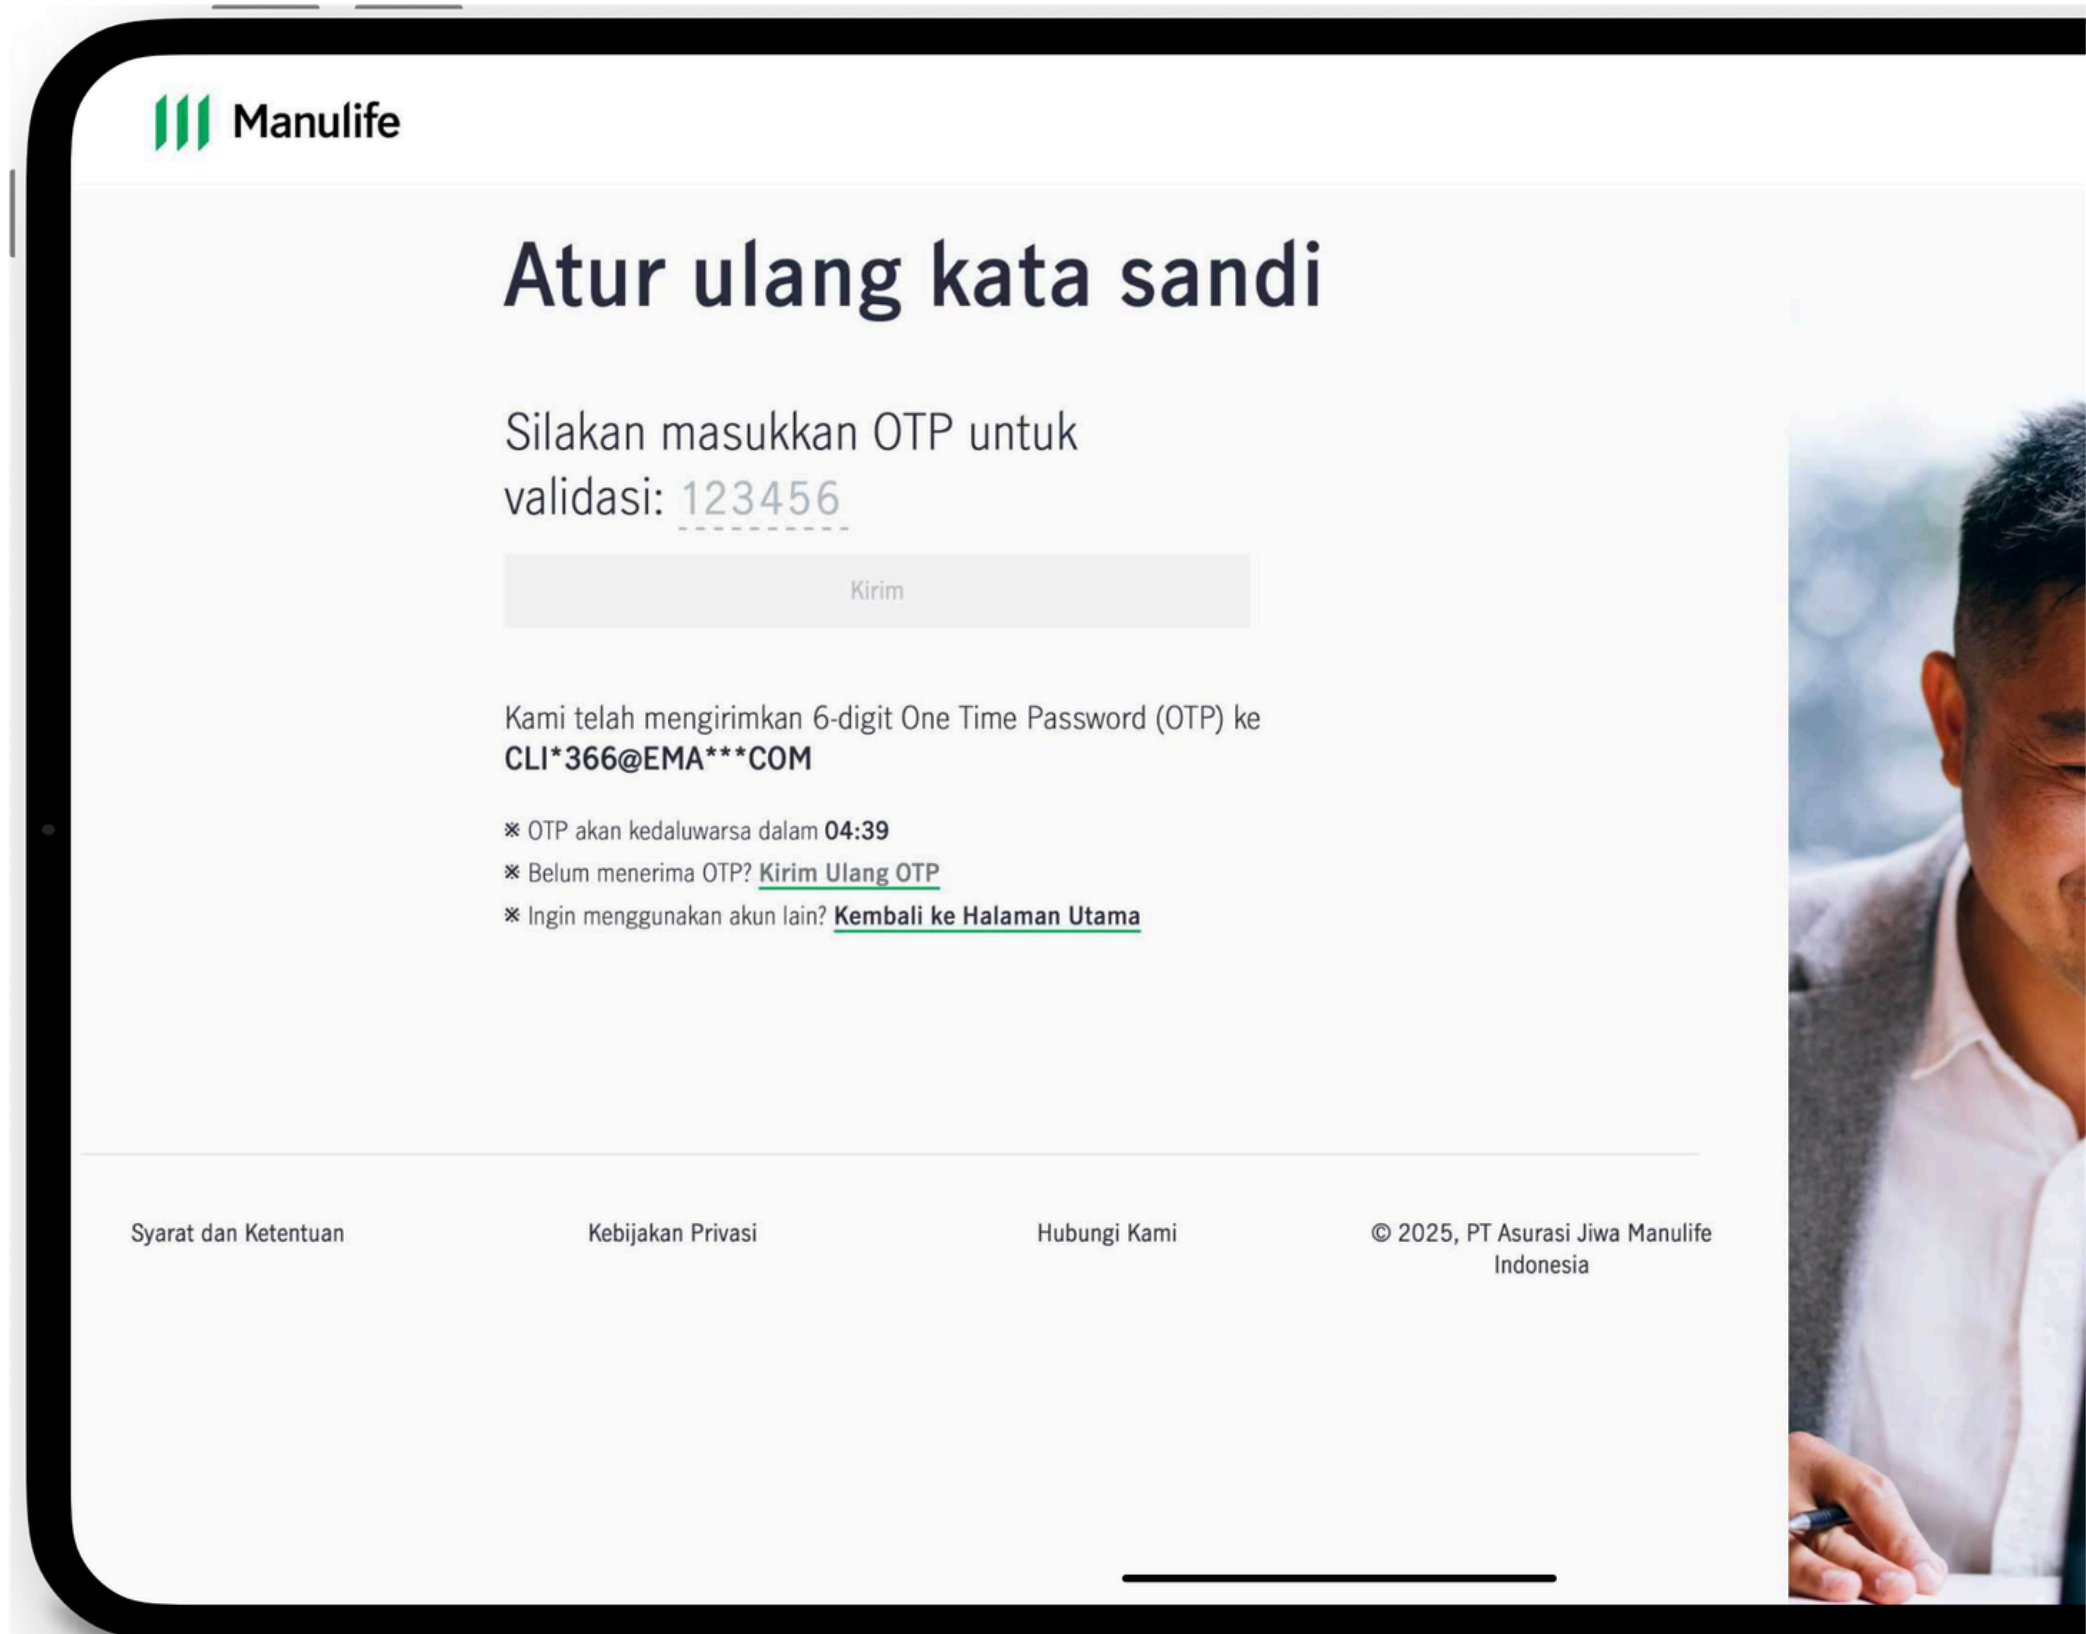 Manulife
Atur ulang kata sandi
Silakan masukkan OTP untuk
validasi: 123456
Kirim
Kami telah mengirimkan 6-digit One Time Password (OTP) ke
CLI*366@EMA***COM
※ OTP akan kedaluwarsa dalam 04:39
※ Belum menerima OTP? Kirim Ulang OTP
※ Ingin menggunakan akun lain? Kembali ke Halaman Utama
Syarat dan Ketentuan
Kebijakan Privasi
Hubungi Kami
© 2025, PT Asurasi Jiwa Manulife
Indonesia